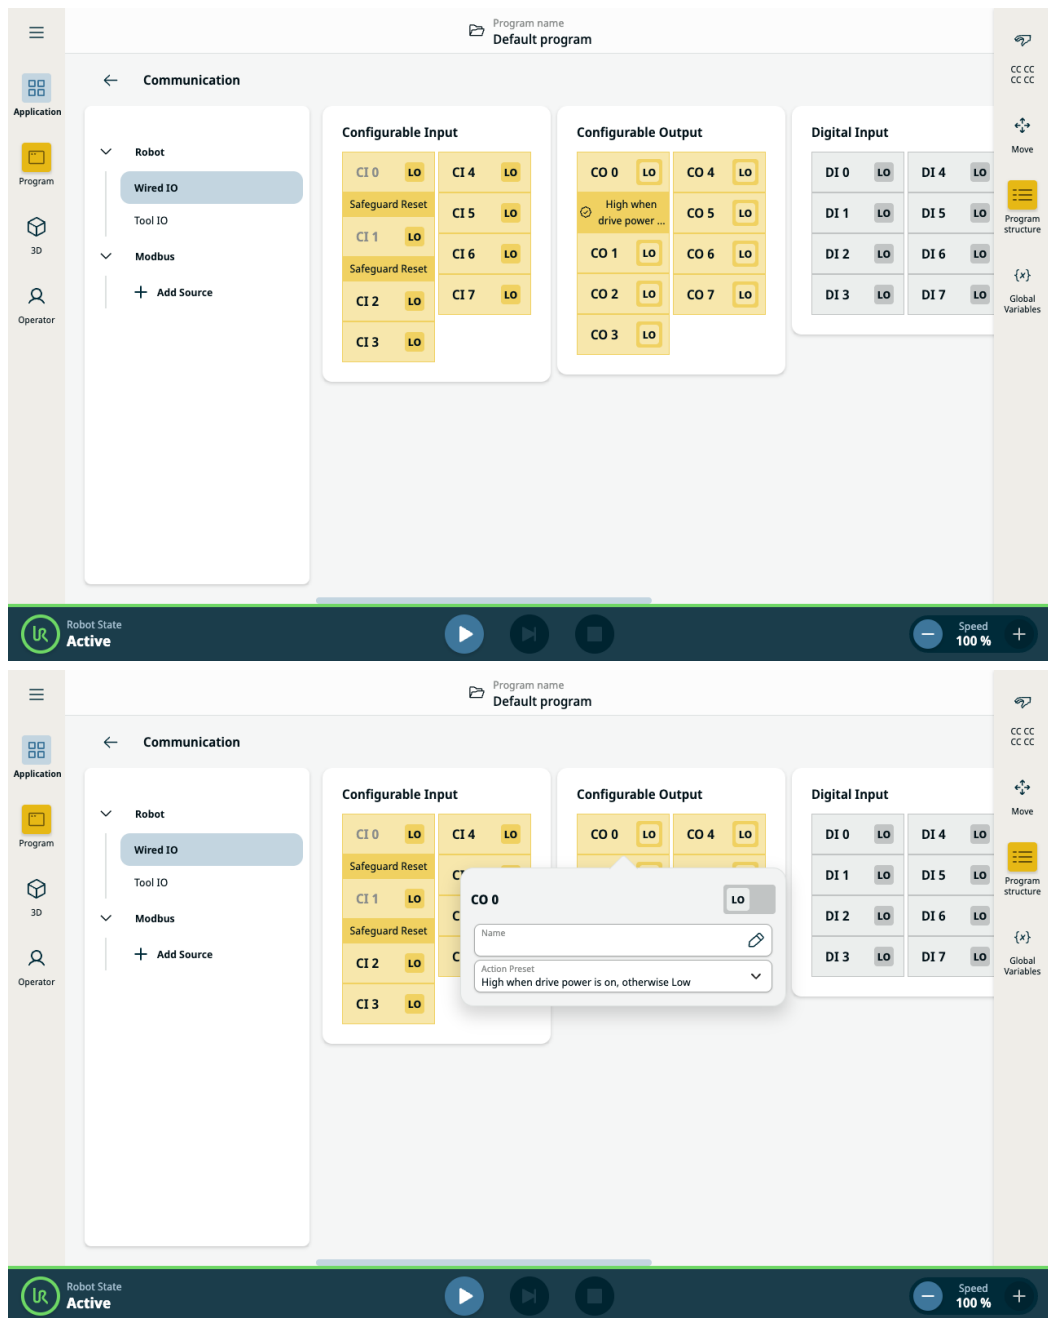 Program name
Default program
Application
Program
3D
Operator
Communication
Robot
Wired IO
Tool IO
Modbus
Add Source
Configurable Input
CI 0 LO CI 4 LO
Safeguard Reset
CI 5 LO
CI 1 LO
CI 6 LO
Safeguard Reset
CI 2 LO CI 7 LO
CI 3 LO
Configurable Output
CO 0 LO CO 4 LO
High when
drive power ...
CO 5 LO
CO 1 LO CO 6 LO
CO 2 LO CO 7 LO
CO 3 LO
Digital Input
DI 0 LO DI 4 LO
DI 1 LO DI 5 LO
DI 2 LO DI 6 LO
DI 3 LO DI 7 LO
CC CC
CC CC
Move
Program
structure
{x}
Global
Variables
Robot State
Active
Speed
100 %
Program name
Default program
Application
Program
3D
Operator
Communication
Robot
Wired IO
Tool IO
Modbus
Add Source
Configurable Input
CI 0 LO CI 4 LO
Safeguard Reset
CI 1 LO
Safeguard Reset
CI 2 LO
CI 3 LO
Configurable Output
CO 0 LO CO 4 LO
CO 0 LO
Name
Action Preset
High when drive power is on, otherwise Low
Digital Input
DI 0 LO DI 4 LO
DI 1 LO DI 5 LO
DI 2 LO DI 6 LO
DI 3 LO DI 7 LO
CC CC
CC CC
Move
Program
structure
{x}
Global
Variables
Robot State
Active
Speed
100 %